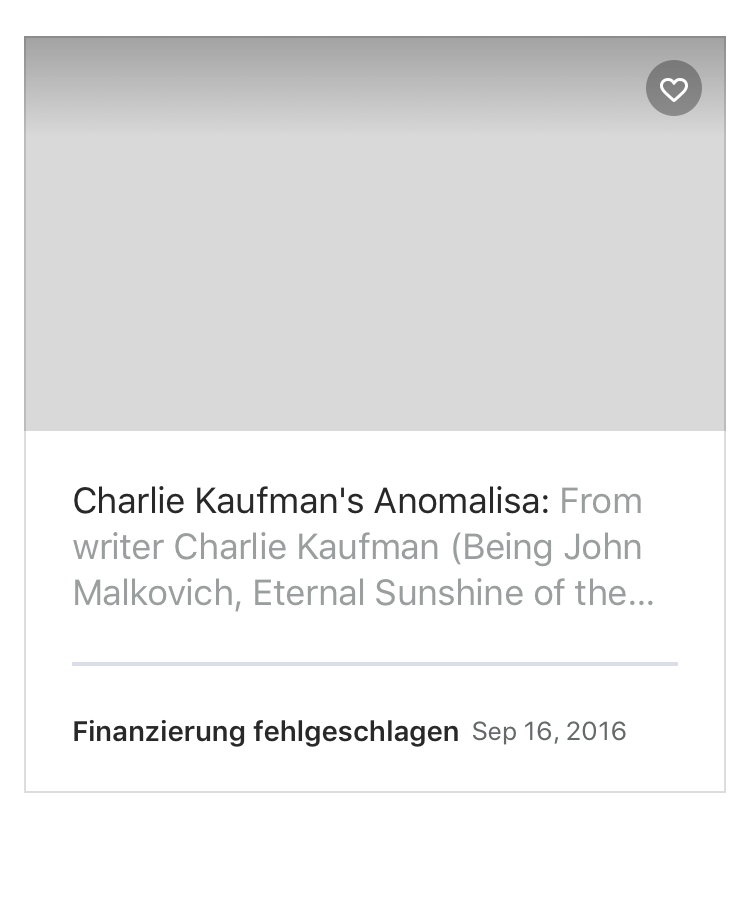 Charlie Kaufman's Anomalisa: From
writer Charlie Kaufman (Being John
Malkovich, Eternal Sunshine of the...
Finanzierung fehlgeschlagen Sep 16, 2016